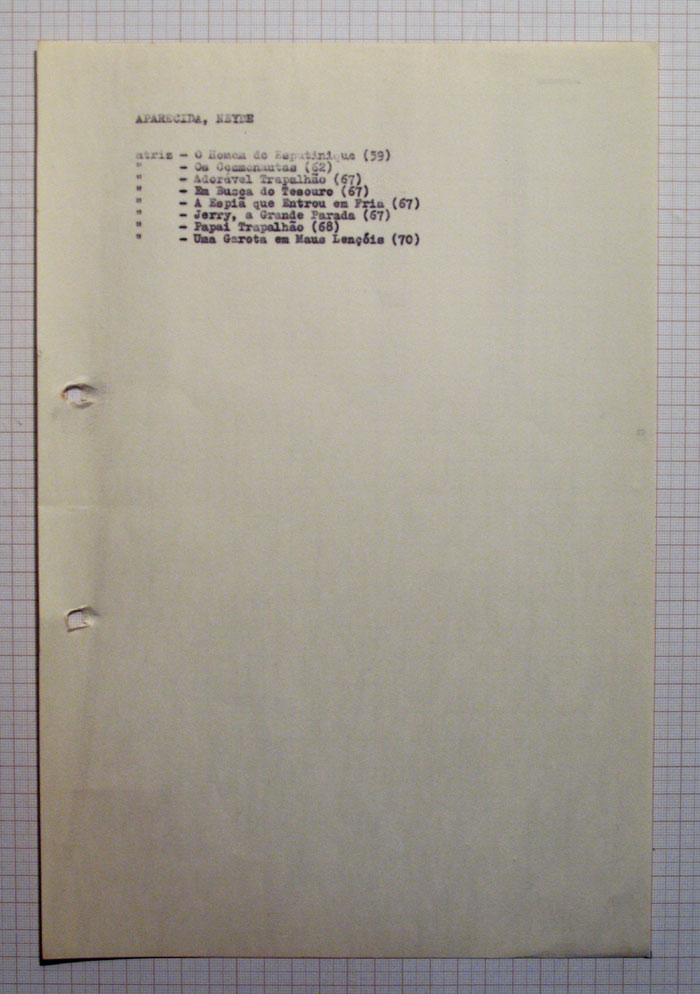 APARECIDA, NEYDE
atriz - O Homem do Esputinique (59)
" - Os Cosmonautas (62)
" - Adorável Trapalhão (67)
" - Em Busca do Tesouro (67)
" - A Espiã que Entrou em Fria (67)
" - Jerry, a Grande Parada (67)
" - Papai Trapalhão (68)
" - Uma Garota em Maus Lençóis (70)